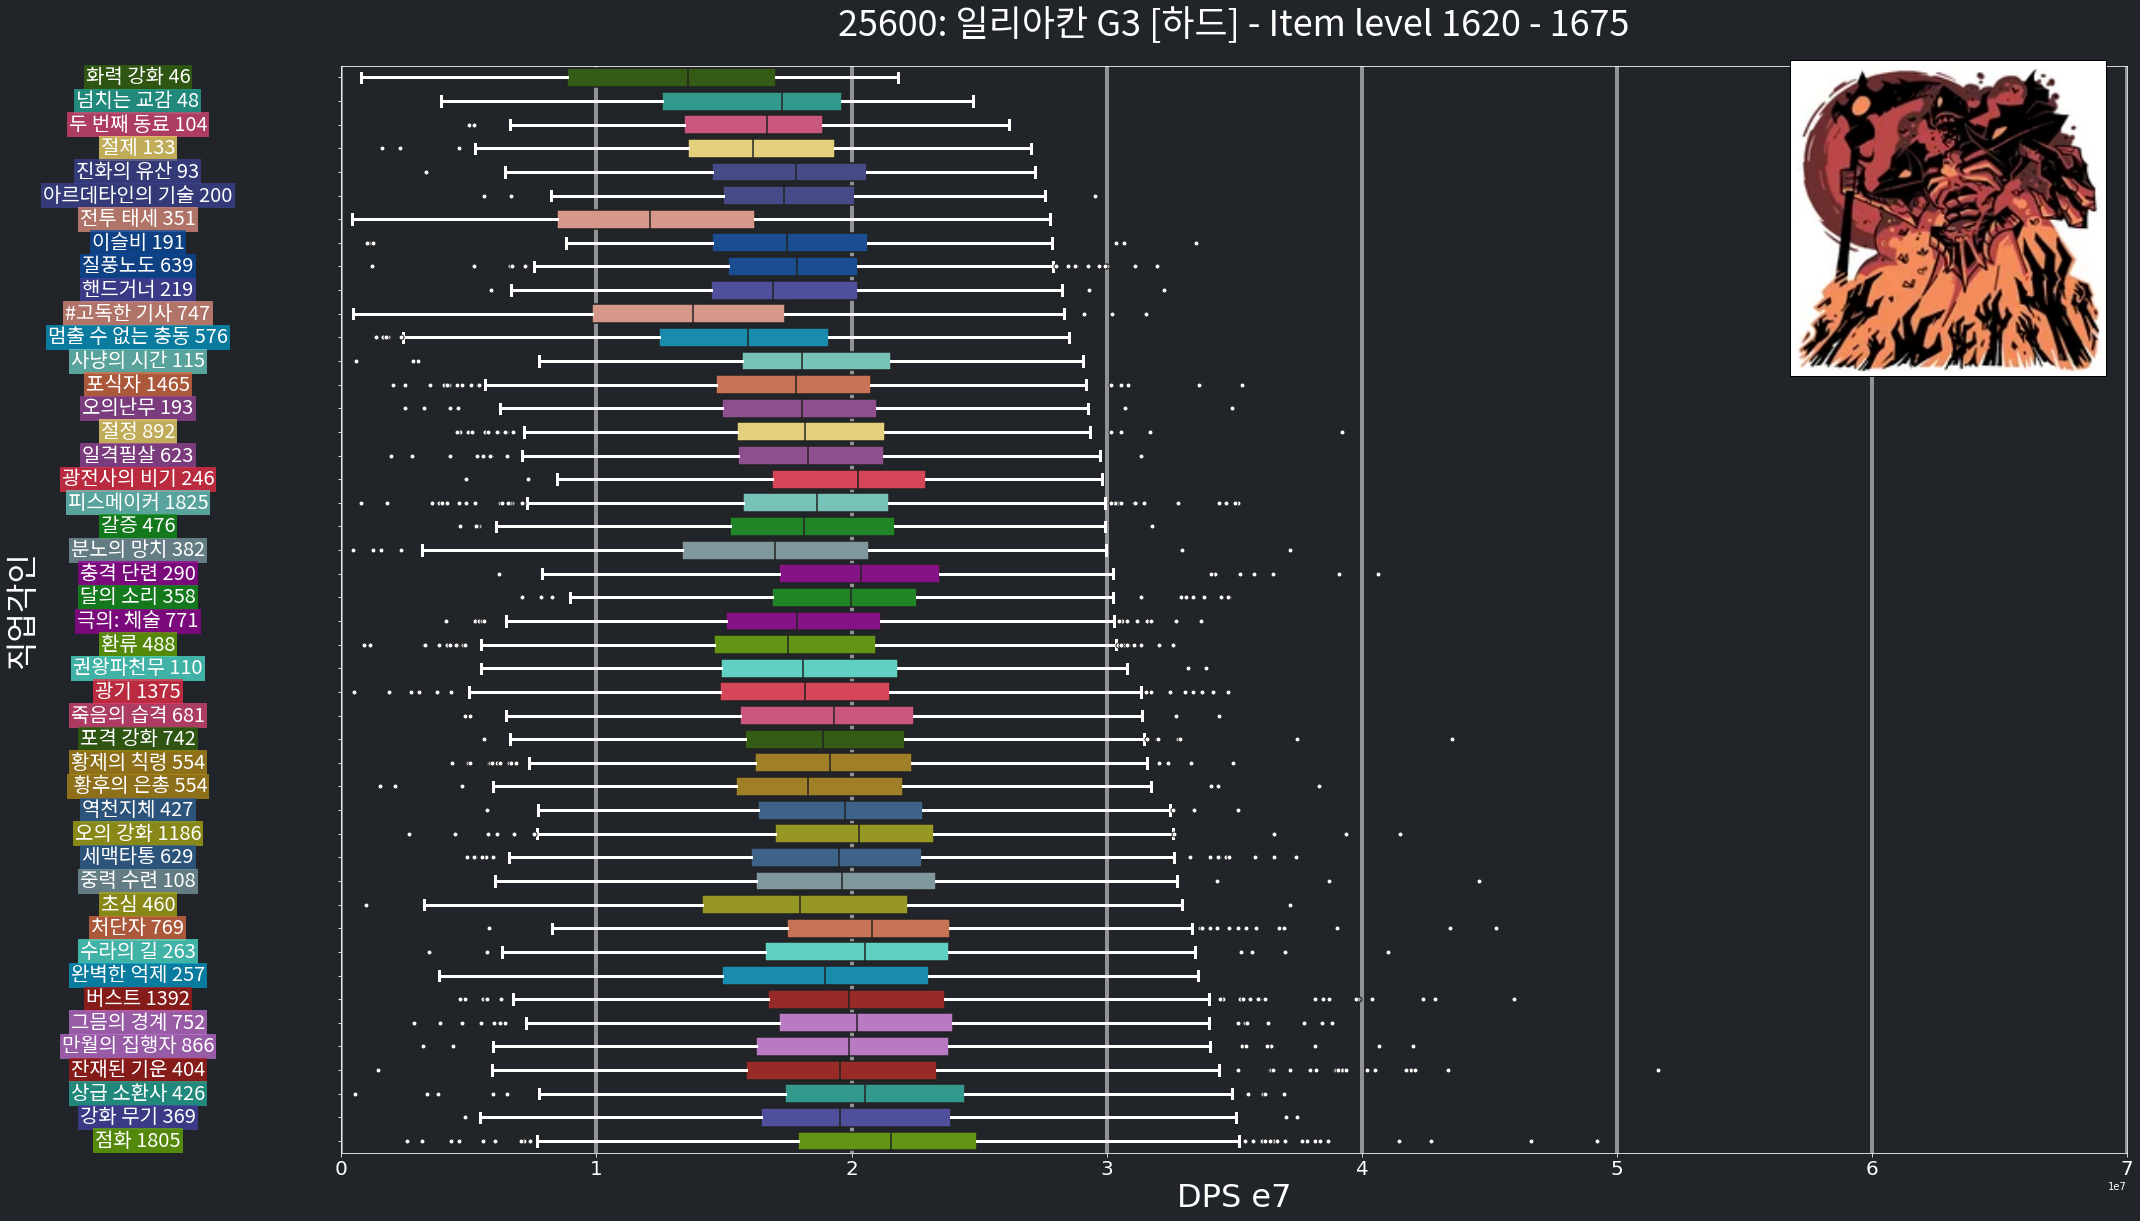 25600: 일리아칸 G3 [하드] - Item level 1620 - 1675
직업각인
화력 강화 46
넘치는 교감 48
두 번째 동료 104
절제 133
진화의 유산 93
아르데타인의 기술 200
전투 태세 351
이슬비 191
질풍노도 639
핸드거너 219
#고독한 기사 747
멈출 수 없는 충동 576
사냥의 시간 115
포식자 1465
오의난무 193
절정 892
일격필살 623
광전사의 비기 246
피스메이커 1825
갈증 476
분노의 망치 382
충격 단련 290
달의 소리 358
극의: 체술 771
환류 488
권왕파천무 110
광기 1375
죽음의 습격 681
포격 강화 742
황제의 칙령 554
황후의 은총 554
역천지체 427
오의 강화 1186
세맥타통 629
중력 수련 108
초심 460
처단자 769
수라의 길 263
완벽한 억제 257
버스트 1392
그믐의 경계 752
만월의 집행자 866
잔재된 기운 404
상급 소환사 426
강화 무기 369
점화 1805
0 1 2 3 4 5 6 7
DPS e7
1e7